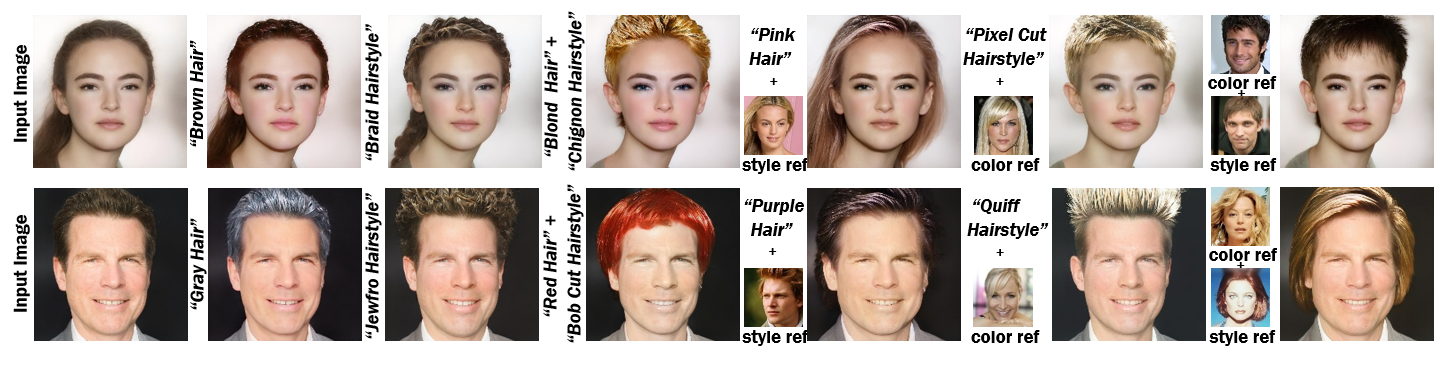 Input Image
“Brown Hair”
“Braid Hairstyle”
“Blond Hair” +
“Chignon Hairstyle”
“Pink
Hair”
+
style ref
“Pixel Cut
Hairstyle”
+
color ref
color ref
+
style ref
Input Image
“Gray Hair”
“Jewfro Hairstyle”
“Red Hair” +
“Bob Cut Hairstyle”
“Purple
Hair”
+
style ref
“Quiff
Hairstyle”
+
color ref
color ref
+
style ref